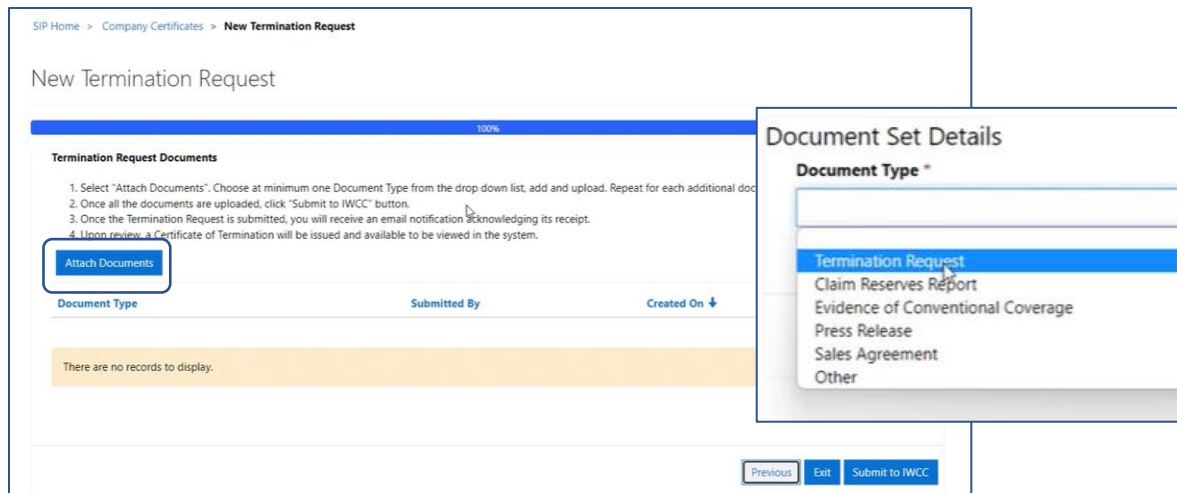 SIP Home > Company Certificates > New Termination Request
New Termination Request
100%
Termination Request Documents
1. Select "Attach Documents". Choose at minimum one Document Type from the drop down list, add and upload. Repeat for each additional doc
2. Once all the documents are uploaded, click "Submit to IWCC" button.
3. Once the Termination Request is submitted, you will receive an email notification acknowledging its receipt.
4. Upon review, a Certificate of Termination will be issued and available to be viewed in the system.
Attach Documents
Document Type Submitted By Created On ↓
There are no records to display.
Previous Exit Submit to IWCC
Document Set Details
Document Type *
Termination Request
Claim Reserves Report
Evidence of Conventional Coverage
Press Release
Sales Agreement
Other